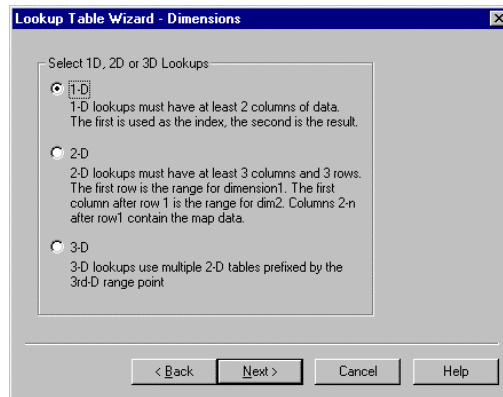 Lookup Table Wizard - Dimensions
Select 1D, 2D or 3D Lookups
1-D
1-D lookups must have at least 2 columns of data.
The first is used as the index, the second is the result.
2-D
2-D lookups must have at least 3 columns and 3 rows.
The first row is the range for dimension1. The first
column after row 1 is the range for dim2. Columns 2-n
after row1 contain the map data.
3-D
3-D lookups use multiple 2-D tables prefixed by the
3rd-D range point
< Back Next > Cancel Help